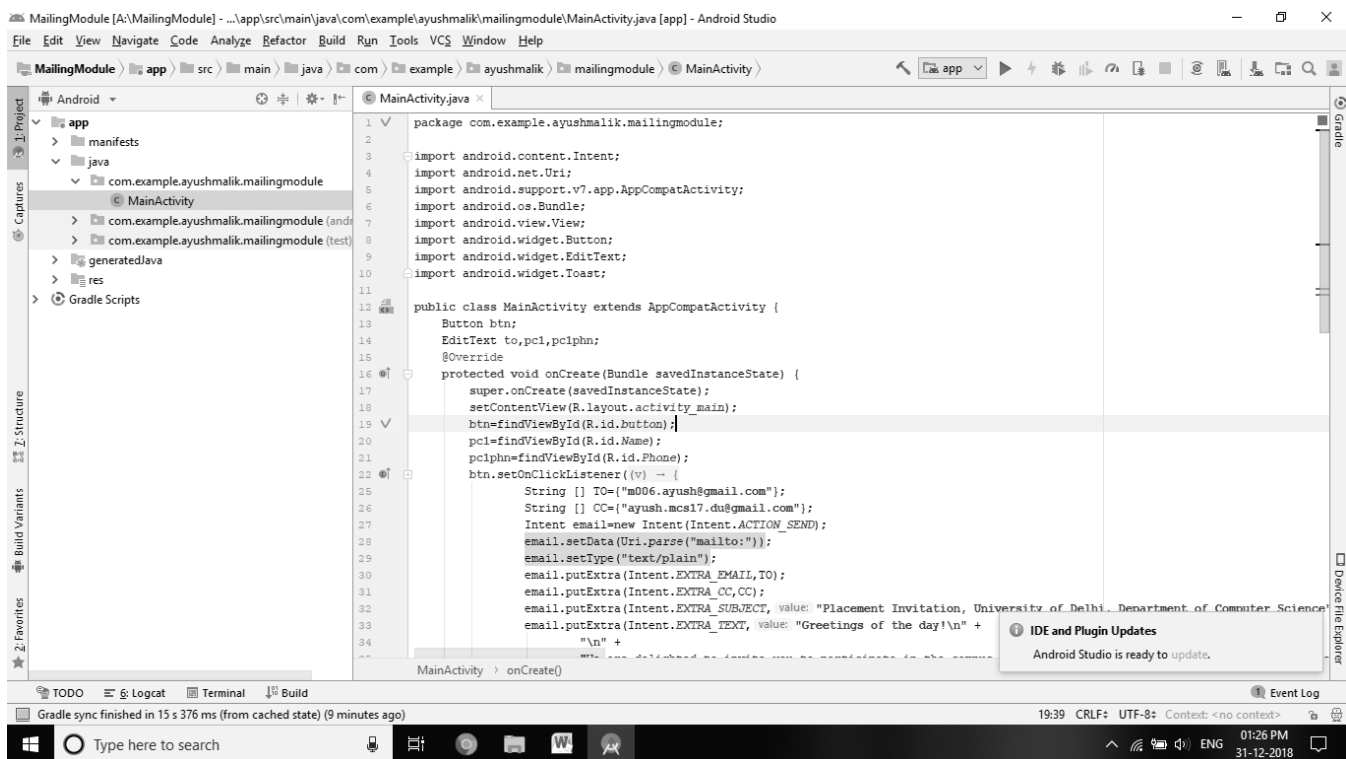 MailingModule [A:\MailingModule] - ...\app\src\main\java\com\example\ayushmalik\mailingmodule\MainActivity.java [app] - Android Studio
File Edit View Navigate Code Analyze Refactor Build Run Tools VCS Window Help
MailingModule app src main java com example ayushmalik mailingmodule MainActivity
app
1: Project
Captures
7: Structure
Build Variants
2: Favorites
Android
app
manifests
java
com.example.ayushmalik.mailingmodule
MainActivity
com.example.ayushmalik.mailingmodule (andr
com.example.ayushmalik.mailingmodule (test)
generatedJava
res
Gradle Scripts
MainActivity.java
1 package com.example.ayushmalik.mailingmodule;
2
3 import android.content.Intent;
4 import android.net.Uri;
5 import android.support.v7.app.AppCompatActivity;
6 import android.os.Bundle;
7 import android.view.View;
8 import android.widget.Button;
9 import android.widget.EditText;
10 import android.widget.Toast;
11
12 public class MainActivity extends AppCompatActivity {
13 Button btn;
14 EditText to,pc1,pc1phn;
15 @Override
16 protected void onCreate(Bundle savedInstanceState) {
17 super.onCreate(savedInstanceState);
18 setContentView(R.layout.activity_main);
19 btn=findViewById(R.id.button);
20 pc1=findViewById(R.id.Name);
21 pc1phn=findViewById(R.id.Phone);
22 btn.setOnClickListener((v) → {
25 String [] TO={"m006.ayush@gmail.com"};
26 String [] CC={"ayush.mcs17.du@gmail.com"};
27 Intent email=new Intent(Intent.ACTION_SEND);
28 email.setData(Uri.parse("mailto:"));
29 email.setType("text/plain");
30 email.putExtra(Intent.EXTRA_EMAIL,TO);
31 email.putExtra(Intent.EXTRA_CC,CC);
32 email.putExtra(Intent.EXTRA_SUBJECT, value: "Placement Invitation, University of Delhi, Department of Computer Science"
33 email.putExtra(Intent.EXTRA_TEXT, value: "Greetings of the day!\n" +
34 "\n" +
MainActivity > onCreate()
Gradle
Device File Explorer
IDE and Plugin Updates
Android Studio is ready to update.
TODO 6: Logcat Terminal Build
1 Event Log
Gradle sync finished in 15 s 376 ms (from cached state) (9 minutes ago)
19:39 CRLF UTF-8 Context: <no context>
Type here to search
W
ENG
01:26 PM
31-12-2018